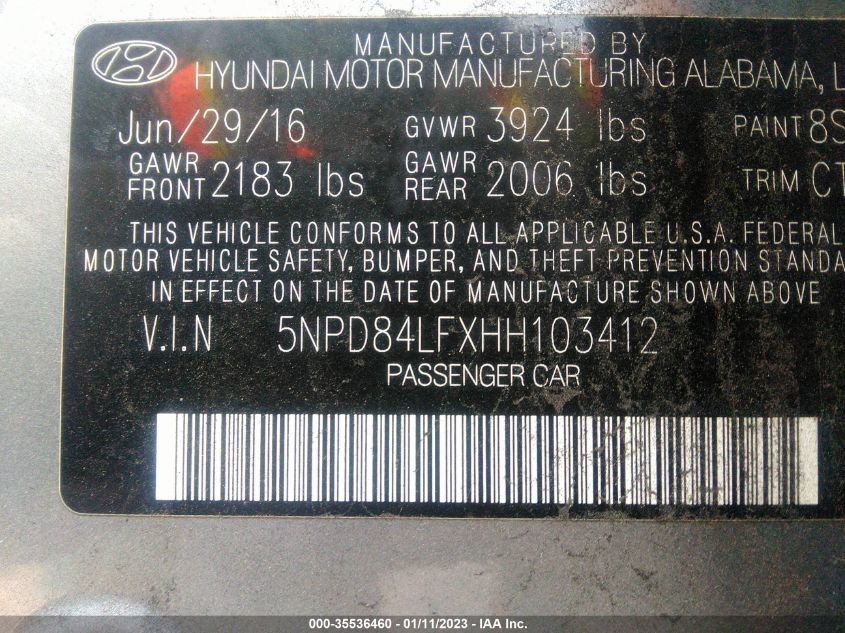 MANUFACTURED BY
HYUNDAI MOTOR MANUFACTURING ALABAMA, L
Jun/29/16 GVWR 3924 lbs PAINT 8S
GAWR FRONT 2183 lbs GAWR REAR 2006 lbs TRIM CT
THIS VEHICLE CONFORMS TO ALL APPLICABLE U.S.A. FEDERAL
MOTOR VEHICLE SAFETY, BUMPER, AND THEFT PREVENTION STANDA
IN EFFECT ON THE DATE OF MANUFACTURE SHOWN ABOVE
V.I.N 5NPD84LFXHH103412
PASSENGER CAR
000-35536460 - 01/11/2023 - IAA Inc.